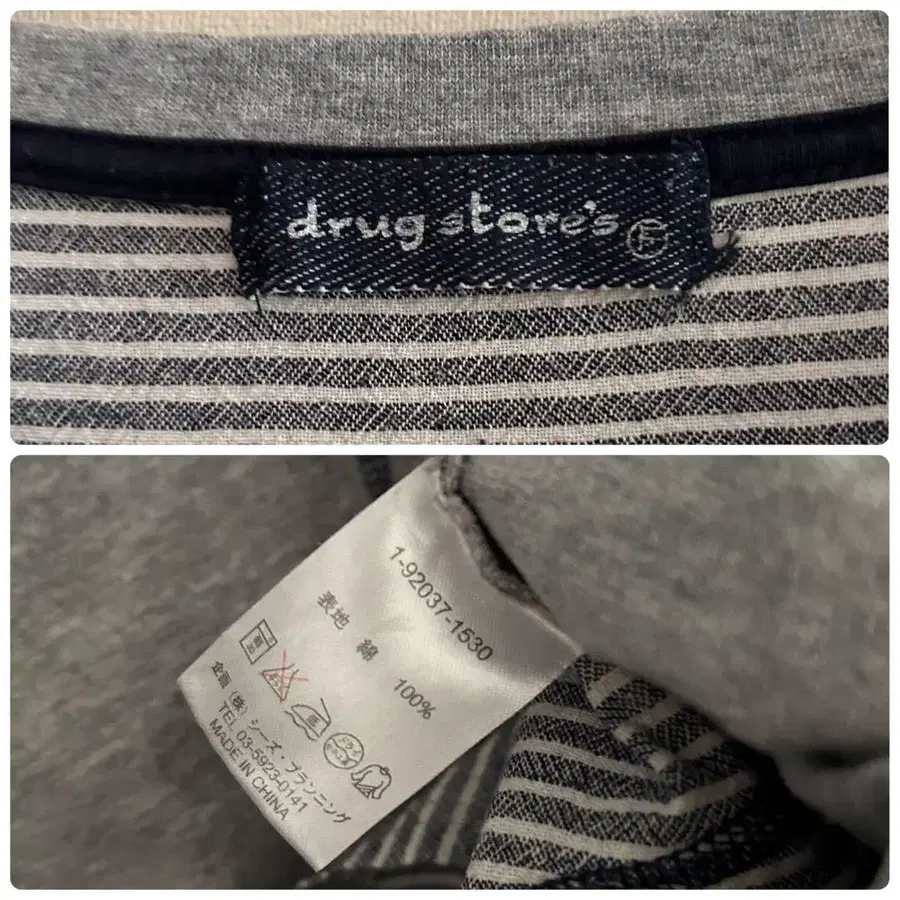 drug store's
1-92037-1530
表地 綿 100%
企画 (株) シーズ・プランニング
TEL 03-5923-0141
MADE IN CHINA